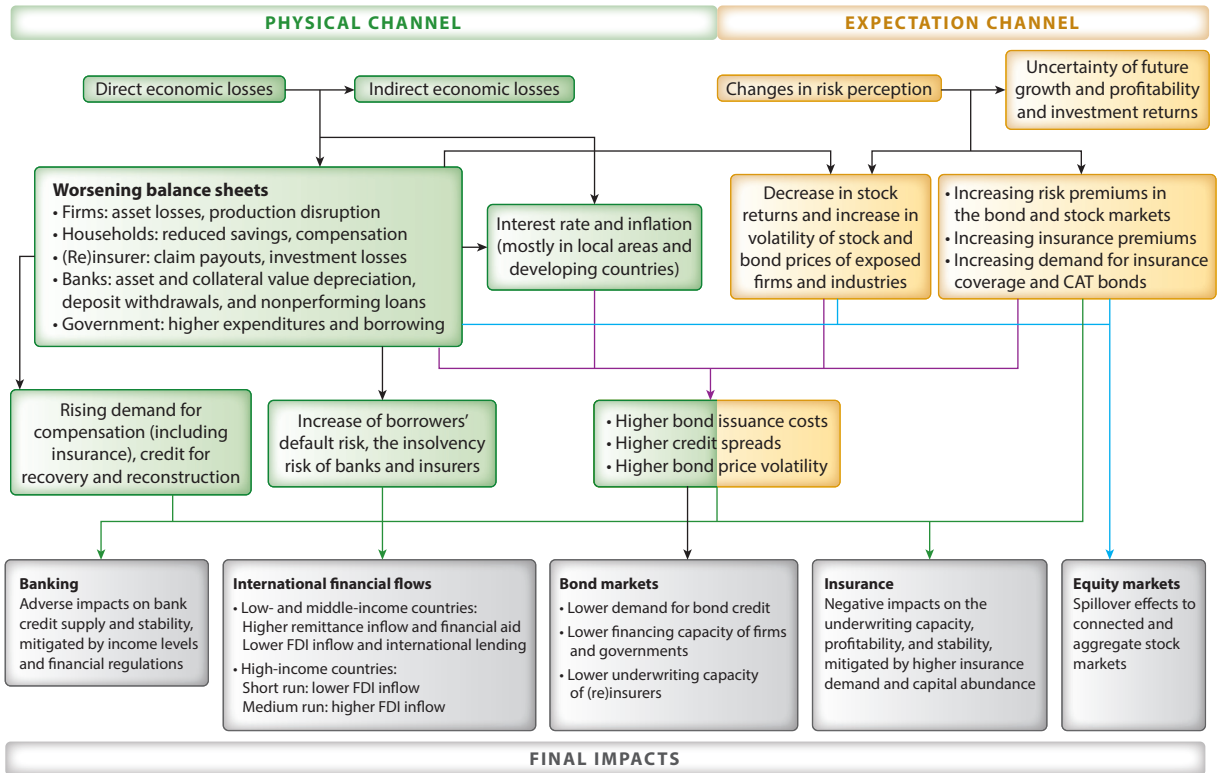 PHYSICAL CHANNEL
EXPECTATION CHANNEL
Direct economic losses
Indirect economic losses
Changes in risk perception
Uncertainty of future
growth and profitability
and investment returns
Worsening balance sheets
• Firms: asset losses, production disruption
• Households: reduced savings, compensation
• (Re)insurer: claim payouts, investment losses
• Banks: asset and collateral value depreciation,
deposit withdrawals, and nonperforming loans
• Government: higher expenditures and borrowing
Interest rate and inflation
(mostly in local areas and
developing countries)
Decrease in stock
returns and increase in
volatility of stock and
bond prices of exposed
firms and industries
• Increasing risk premiums in
the bond and stock markets
• Increasing insurance premiums
• Increasing demand for insurance
coverage and CAT bonds
Rising demand for
compensation (including
insurance), credit for
recovery and reconstruction
Increase of borrowers'
default risk, the insolvency
risk of banks and insurers
• Higher bond issuance costs
• Higher credit spreads
• Higher bond price volatility
Banking
Adverse impacts on bank
credit supply and stability,
mitigated by income levels
and financial regulations
International financial flows
• Low- and middle-income countries:
Higher remittance inflow and financial aid
Lower FDI inflow and international lending
• High-income countries:
Short run: lower FDI inflow
Medium run: higher FDI inflow
Bond markets
• Lower demand for bond credit
• Lower financing capacity of firms
and governments
• Lower underwriting capacity
of (re)insurers
Insurance
Negative impacts on the
underwriting capacity,
profitability, and stability,
mitigated by higher insurance
demand and capital abundance
Equity markets
Spillover effects to
connected and
aggregate stock
markets
FINAL IMPACTS